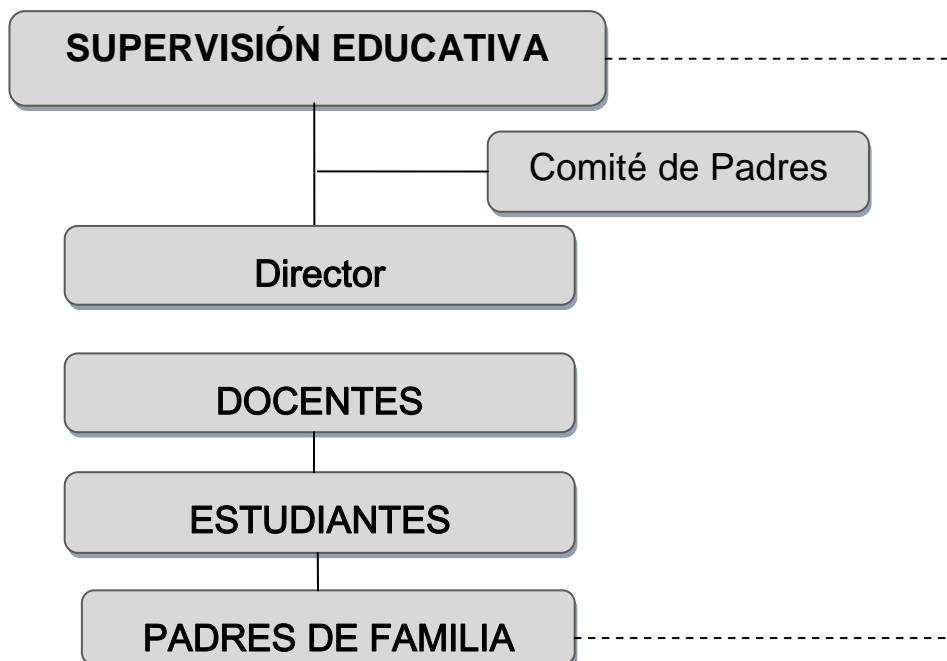 SUPERVISIÓN EDUCATIVA
Comité de Padres
Director
DOCENTES
ESTUDIANTES
PADRES DE FAMILIA